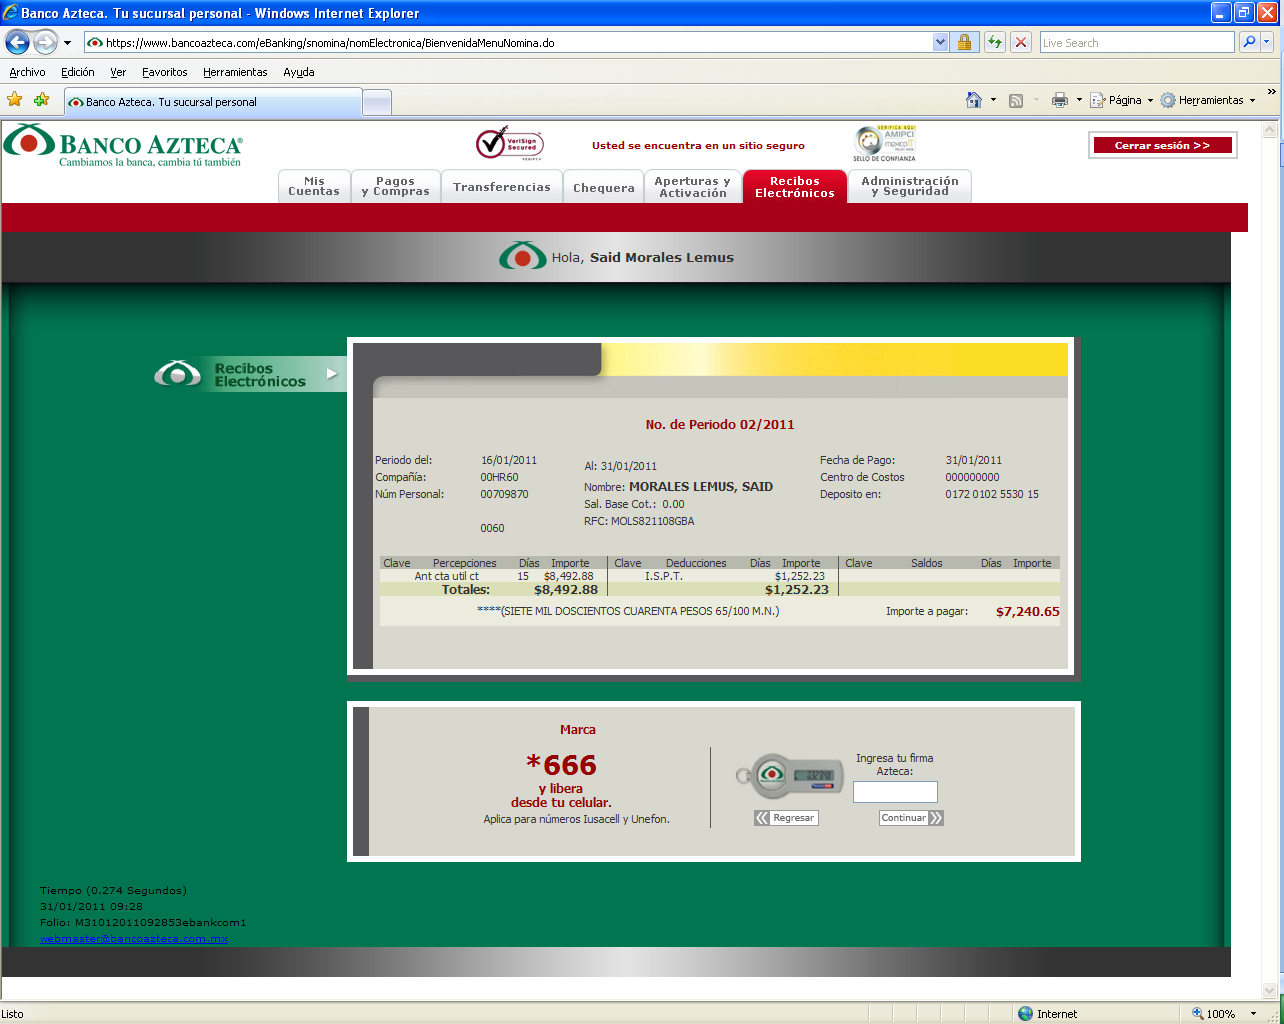 Banco Azteca. Tu sucursal personal - Windows Internet Explorer
https://www.bancoazteca.com/eBanking/snomina/nomElectronica/BienvenidaMenuNomina.do
Live Search
Archivo Edición Ver Favoritos Herramientas Ayuda
Banco Azteca. Tu sucursal personal
Página Herramientas »
BANCO AZTECA®
Cambiamos la banca, cambia tú también
VeriSign Secured
VERIFY
Usted se encuentra en un sitio seguro
VERIFICA AQUI
AMIPCI
SELLO DE CONFIANZA
Cerrar sesión >>
Mis Cuentas
Pagos y Compras
Transferencias
Chequera
Aperturas y Activación
Recibos Electrónicos
Administración y Seguridad
Hola, Said Morales Lemus
Recibos
Electrónicos
No. de Periodo 02/2011
Periodo del: 16/01/2011 Al: 31/01/2011 Fecha de Pago: 31/01/2011
Compañía: 00HR60 Nombre: MORALES LEMUS, SAID Centro de Costos 000000000
Núm Personal: 00709870 Sal. Base Cot.: 0.00 Deposito en: 0172 0102 5530 15
0060 RFC: MOLS821108GBA
Clave Percepciones Días Importe Clave Deducciones Días Importe Clave Saldos Días Importe
Ant cta util ct 15 $8,492.88 I.S.P.T. $1,252.23
Totales: $8,492.88 $1,252.23
****(SIETE MIL DOSCIENTOS CUARENTA PESOS 65/100 M.N.) Importe a pagar: $7,240.65
Marca
*666
y libera
desde tu celular.
Aplica para números Iusacell y Unefon.
Ingresa tu firma
Azteca:
Regresar
Continuar
Tiempo (0.274 Segundos)
31/01/2011 09:28
Folio: M31012011092853ebankcom1
webmaster@bancoazteca.com.mx
Listo
Internet
100%